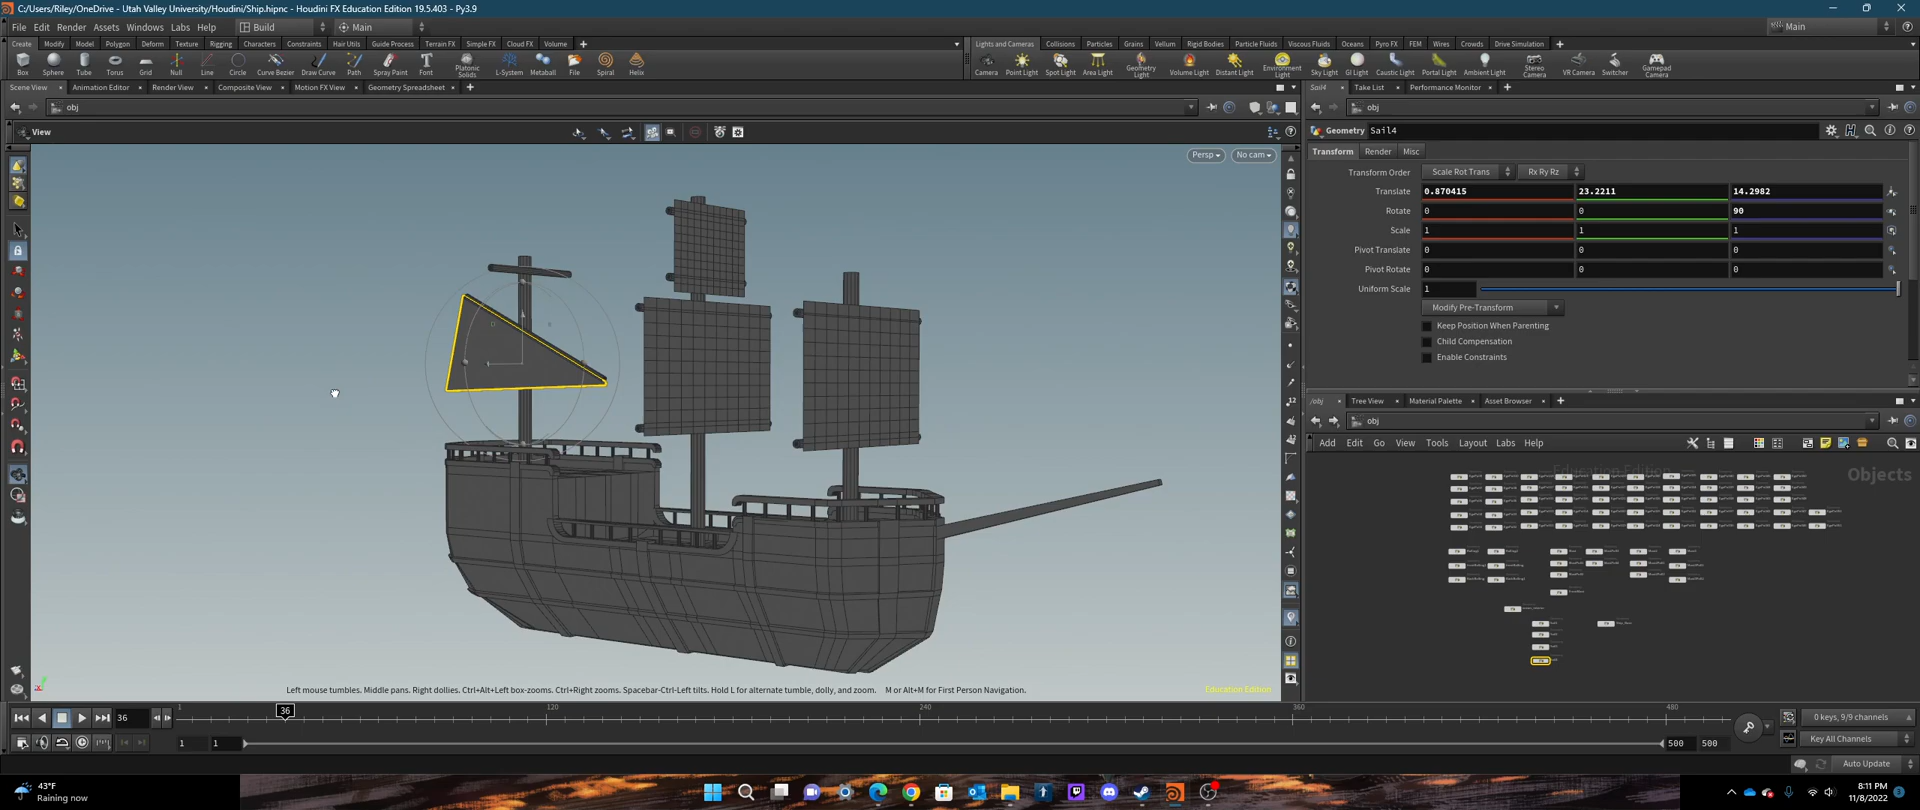 C:/Users/Riley/OneDrive - Utah Valley University/Houdini/Ship.hipnc - Houdini FX Education Edition 19.5.403 - Py3.9
File Edit Render Assets Windows Labs Help Build Main Main
Create Modify Model Polygon Deform Texture Rigging Characters Constraints Hair Utils Guide Process Terrain FX Simple FX Cloud FX Volume
Lights and Cameras Collisions Particles Grains Vellum Rigid Bodies Particle Fluids Viscous Fluids Oceans Pyro FX FEM Wires Crowds Drive Simulation
Box Sphere Tube Torus Grid Null Line Circle Curve Bezier Draw Curve Path Spray Paint Font Platonic Solids L-System Metaball File Spiral Helix
Camera Point Light Spot Light Area Light Geometry Light Volume Light Distant Light Environment Light Sky Light GI Light Caustic Light Portal Light Ambient Light Stereo Camera VR Camera Switcher Gamepad Camera
Scene View Animation Editor Render View Composite View Motion FX View Geometry Spreadsheet
Sail4 Take List Performance Monitor
obj
obj
View
Persp No cam
Geometry Sail4
Transform Render Misc
Transform Order Scale Rot Trans Rx Ry Rz
Translate 0.870415 23.2211 14.2982
Rotate 0 0 90
Scale 1 1 1
Pivot Translate 0 0 0
Pivot Rotate 0 0 0
Uniform Scale 1
Modify Pre-Transform
Keep Position When Parenting
Child Compensation
Enable Constraints
/obj Tree View Material Palette Asset Browser
obj
Add Edit Go View Tools Layout Labs Help
Education Edition
Objects
Left mouse tumbles. Middle pans. Right dollies. Ctrl+Alt+Left box-zooms. Ctrl+Right zooms. Spacebar-Ctrl-Left tilts. Hold L for alternate tumble, dolly, and zoom. M or Alt+M for First Person Navigation.
Education Edition
36 1 36 120 240 360 480
0 keys, 9/9 channels
1 1 500 500
Key All Channels
Auto Update
43°F
Raining now
8:11 PM
11/8/2022